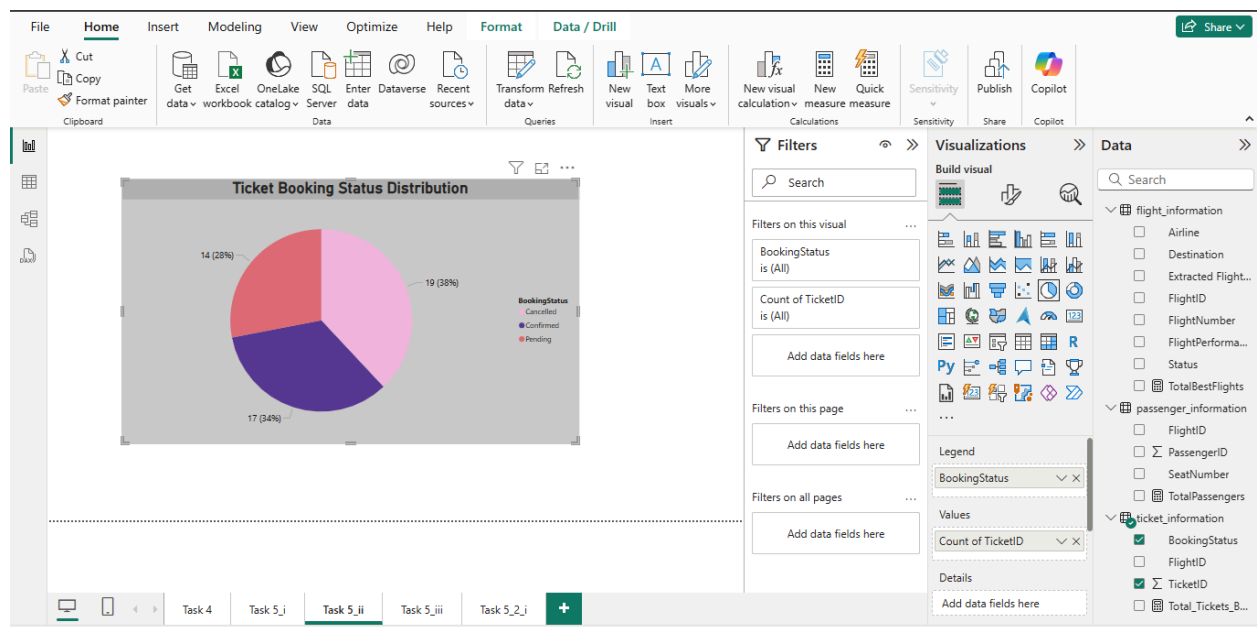 File Home Insert Modeling View Optimize Help Format Data / Drill Share
Paste
Cut
Copy
Format painter
Clipboard
Get data
Excel workbook
OneLake catalog
SQL Server
Enter data
Dataverse
Recent sources
Data
Transform data
Refresh
Queries
New visual
Text box
A
More visuals
Insert
New visual calculation
New measure
Quick measure
Calculations
Sensitivity
Sensitivity
Publish
Share
Copilot
Copilot
Ticket Booking Status Distribution
14 (28%)
19 (38%)
17 (34%)
BookingStatus
Cancelled
Confirmed
Pending
Filters
Search
Filters on this visual ...
BookingStatus
is (All)
Count of TicketID
is (All)
Add data fields here
Filters on this page ...
Add data fields here
Filters on all pages ...
Add data fields here
Visualizations
Build visual
123
R
Py
...
Legend
BookingStatus
Values
Count of TicketID
Details
Add data fields here
Data
Search
flight_information
Airline
Destination
Extracted Flight...
FlightID
FlightNumber
FlightPerforma...
Status
TotalBestFlights
passenger_information
FlightID
∑ PassengerID
SeatNumber
TotalPassengers
ticket_information
BookingStatus
FlightID
∑ TicketID
Total_Tickets_B...
Task 4 Task 5_i Task 5_ii Task 5_iii Task 5_2_i +